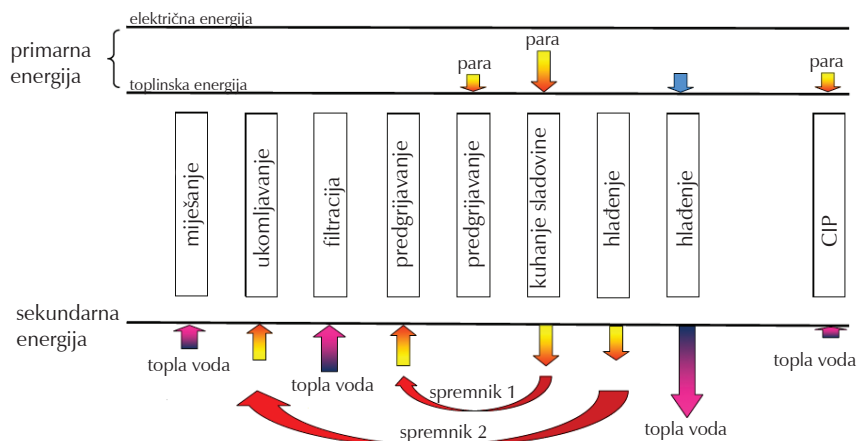 električna energija
primarna
energija
para
para
para
toplinska energija
miješanje
ukomljavanje
filtracija
predgrijavanje
predgrijavanje
kuhanje sladovine
hlađenje
hlađenje
CIP
sekundarna
energija
topla voda
topla voda
topla voda
topla voda
spremnik 1
spremnik 2